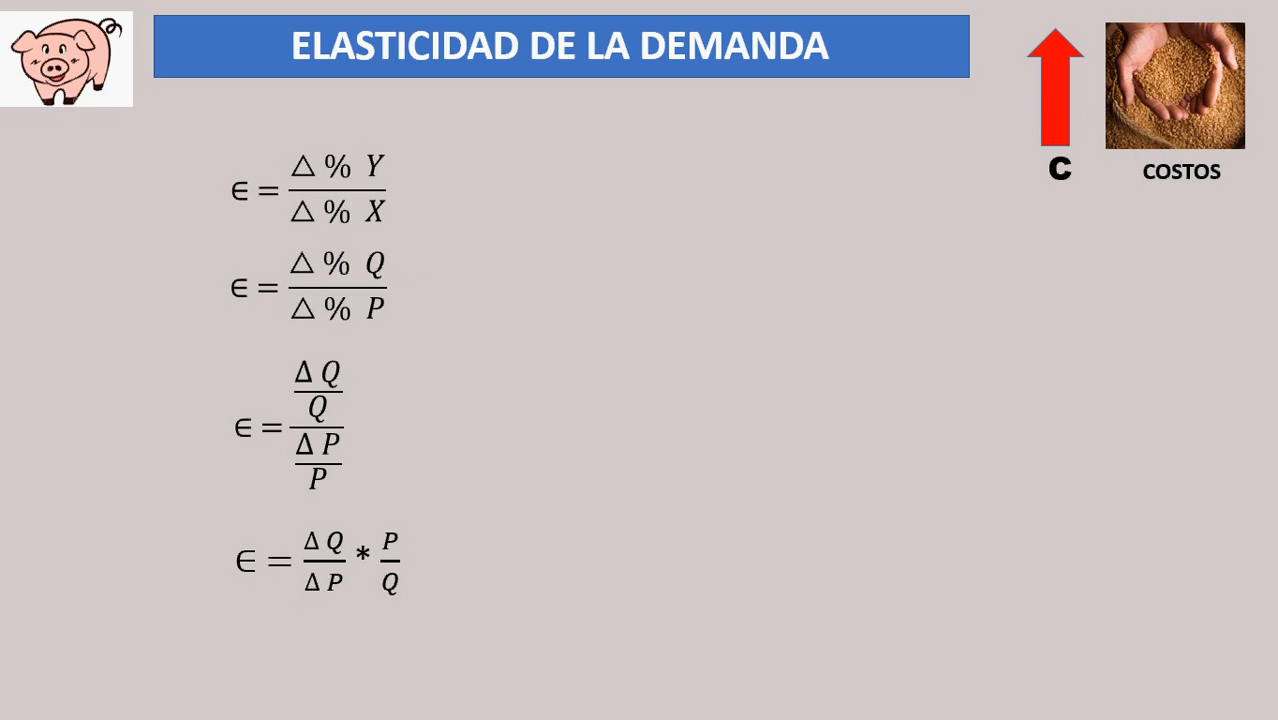 ELASTICIDAD DE LA DEMANDA
C
COSTOS
∈ = △ % Y / △ % X
∈ = △ % Q / △ % P
∈ = (Δ Q / Q) / (Δ P / P)
∈ = Δ Q / Δ P * P / Q